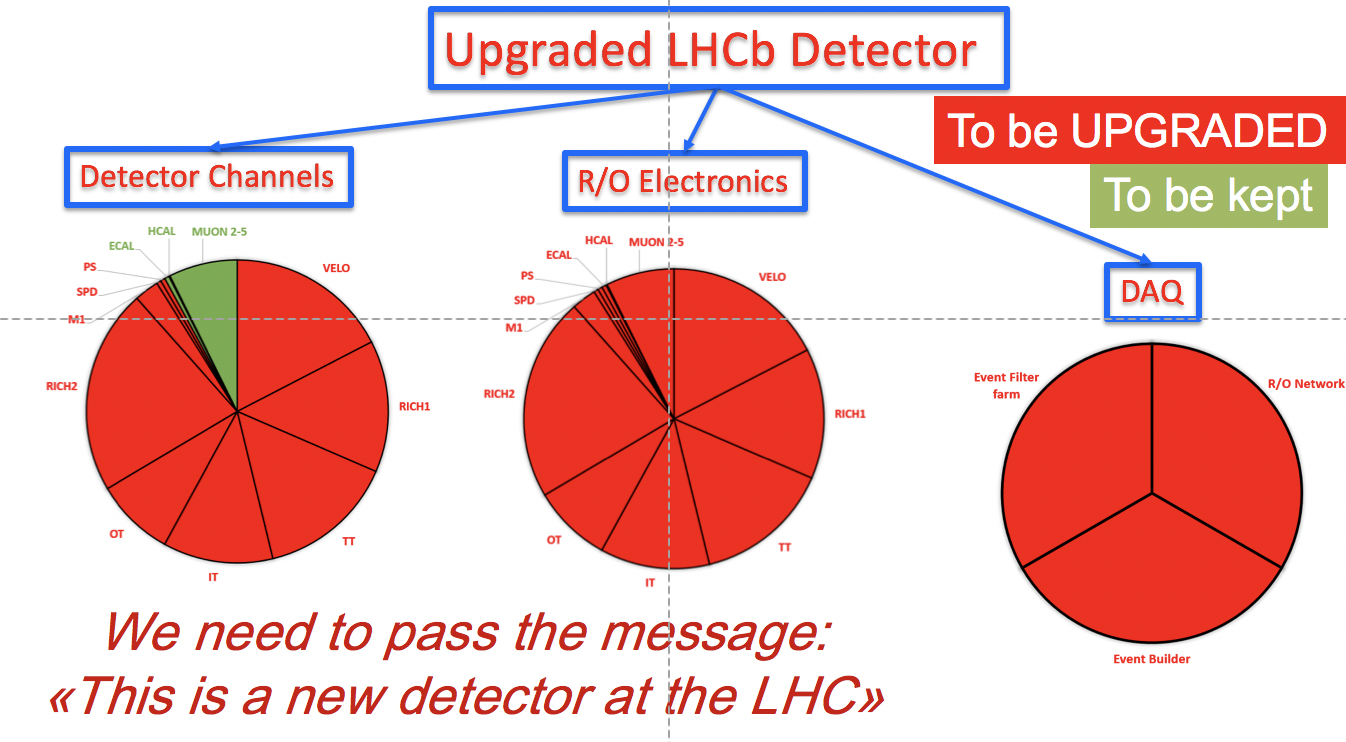 Upgraded LHCb Detector
To be UPGRADED
To be kept
Detector Channels
R/O Electronics
DAQ
HCAL
MUON 2-5
ECAL
PS
SPD
M1
VELO
RICH2
RICH1
OT
TT
IT
HCAL
MUON 2-5
ECAL
PS
SPD
M1
VELO
RICH2
RICH1
OT
TT
IT
Event Filter
farm
R/O Network
Event Builder
We need to pass the message:
«This is a new detector at the LHC»